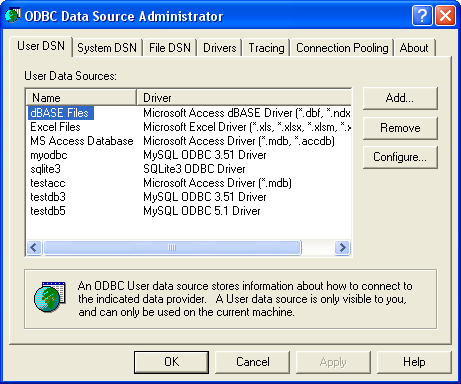 ODBC Data Source Administrator
User DSN System DSN File DSN Drivers Tracing Connection Pooling About
User Data Sources:
Name Driver
dBASE Files Microsoft Access dBASE Driver (*.dbf, *.ndx
Excel Files Microsoft Excel Driver (*.xls, *.xlsx, *.xlsm, *.x
MS Access Database Microsoft Access Driver (*.mdb, *.accdb)
myodbc MySQL ODBC 3.51 Driver
sqlite3 SQLite3 ODBC Driver
testacc Microsoft Access Driver (*.mdb)
testdb3 MySQL ODBC 3.51 Driver
testdb5 MySQL ODBC 5.1 Driver
Add...
Remove
Configure...
An ODBC User data source stores information about how to connect to
the indicated data provider. A User data source is only visible to you,
and can only be used on the current machine.
OK Cancel Apply Help